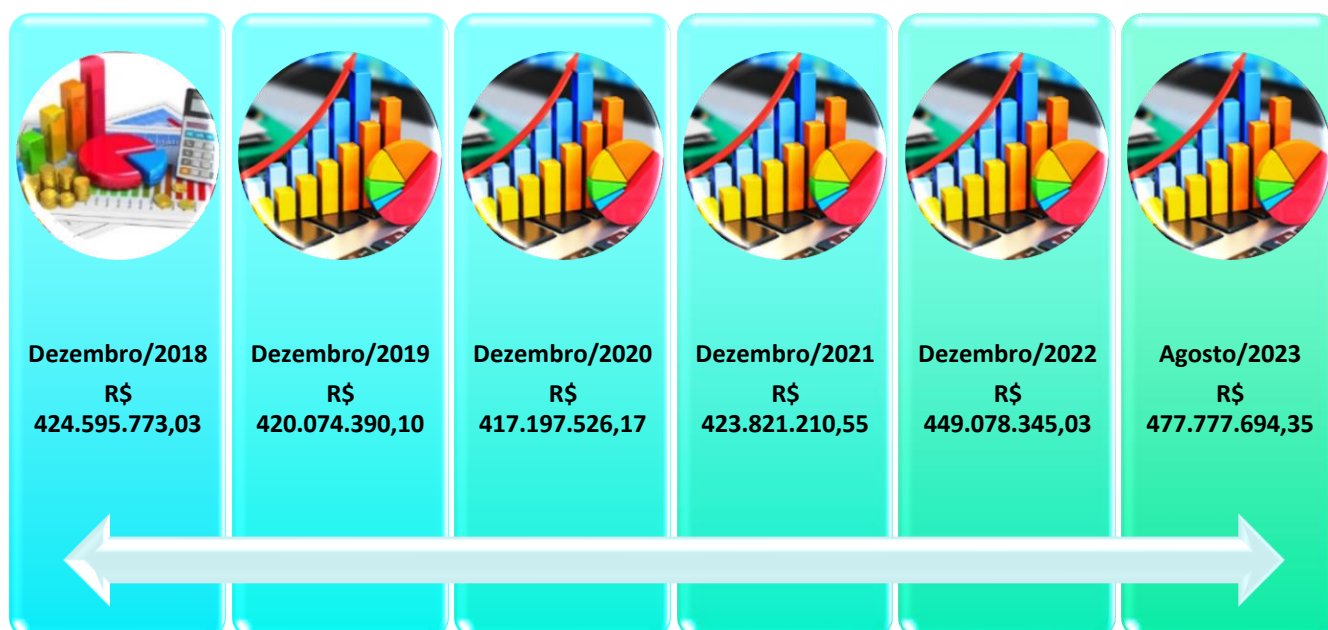 Dezembro/2018
R$
424.595.773,03
Dezembro/2019
R$
420.074.390,10
Dezembro/2020
R$
417.197.526,17
Dezembro/2021
R$
423.821.210,55
Dezembro/2022
R$
449.078.345,03
Agosto/2023
R$
477.777.694,35